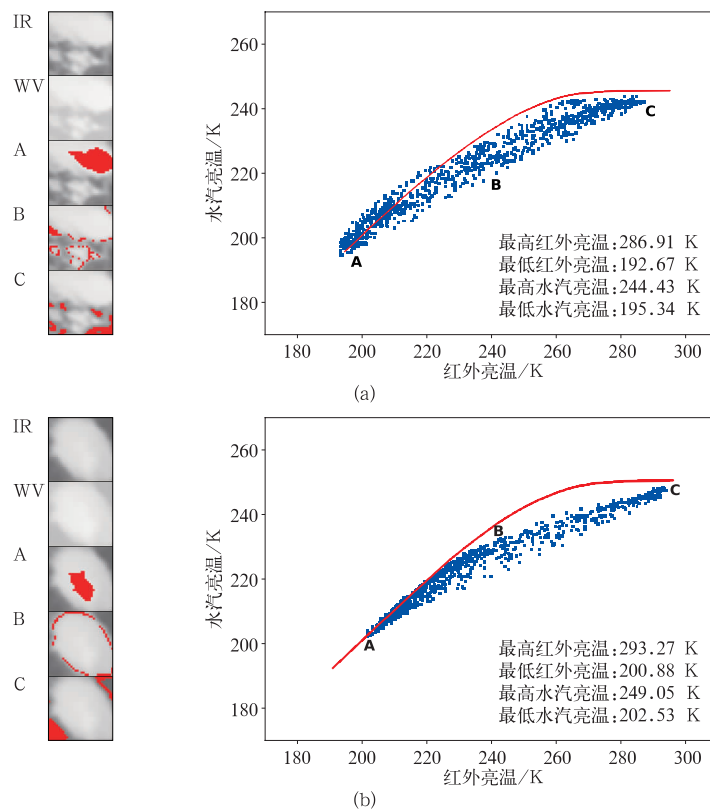 IR
WV
A
B
C
260
240
220
200
180
水汽亮温/K
A
B
C
最高红外亮温:286.91 K
最低红外亮温:192.67 K
最高水汽亮温:244.43 K
最低水汽亮温:195.34 K
180 200 220 240 260 280 300
红外亮温/K
(a)
IR
WV
A
B
C
260
240
220
200
180
水汽亮温/K
A
B
C
最高红外亮温:293.27 K
最低红外亮温:200.88 K
最高水汽亮温:249.05 K
最低水汽亮温:202.53 K
180 200 220 240 260 280 300
红外亮温/K
(b)